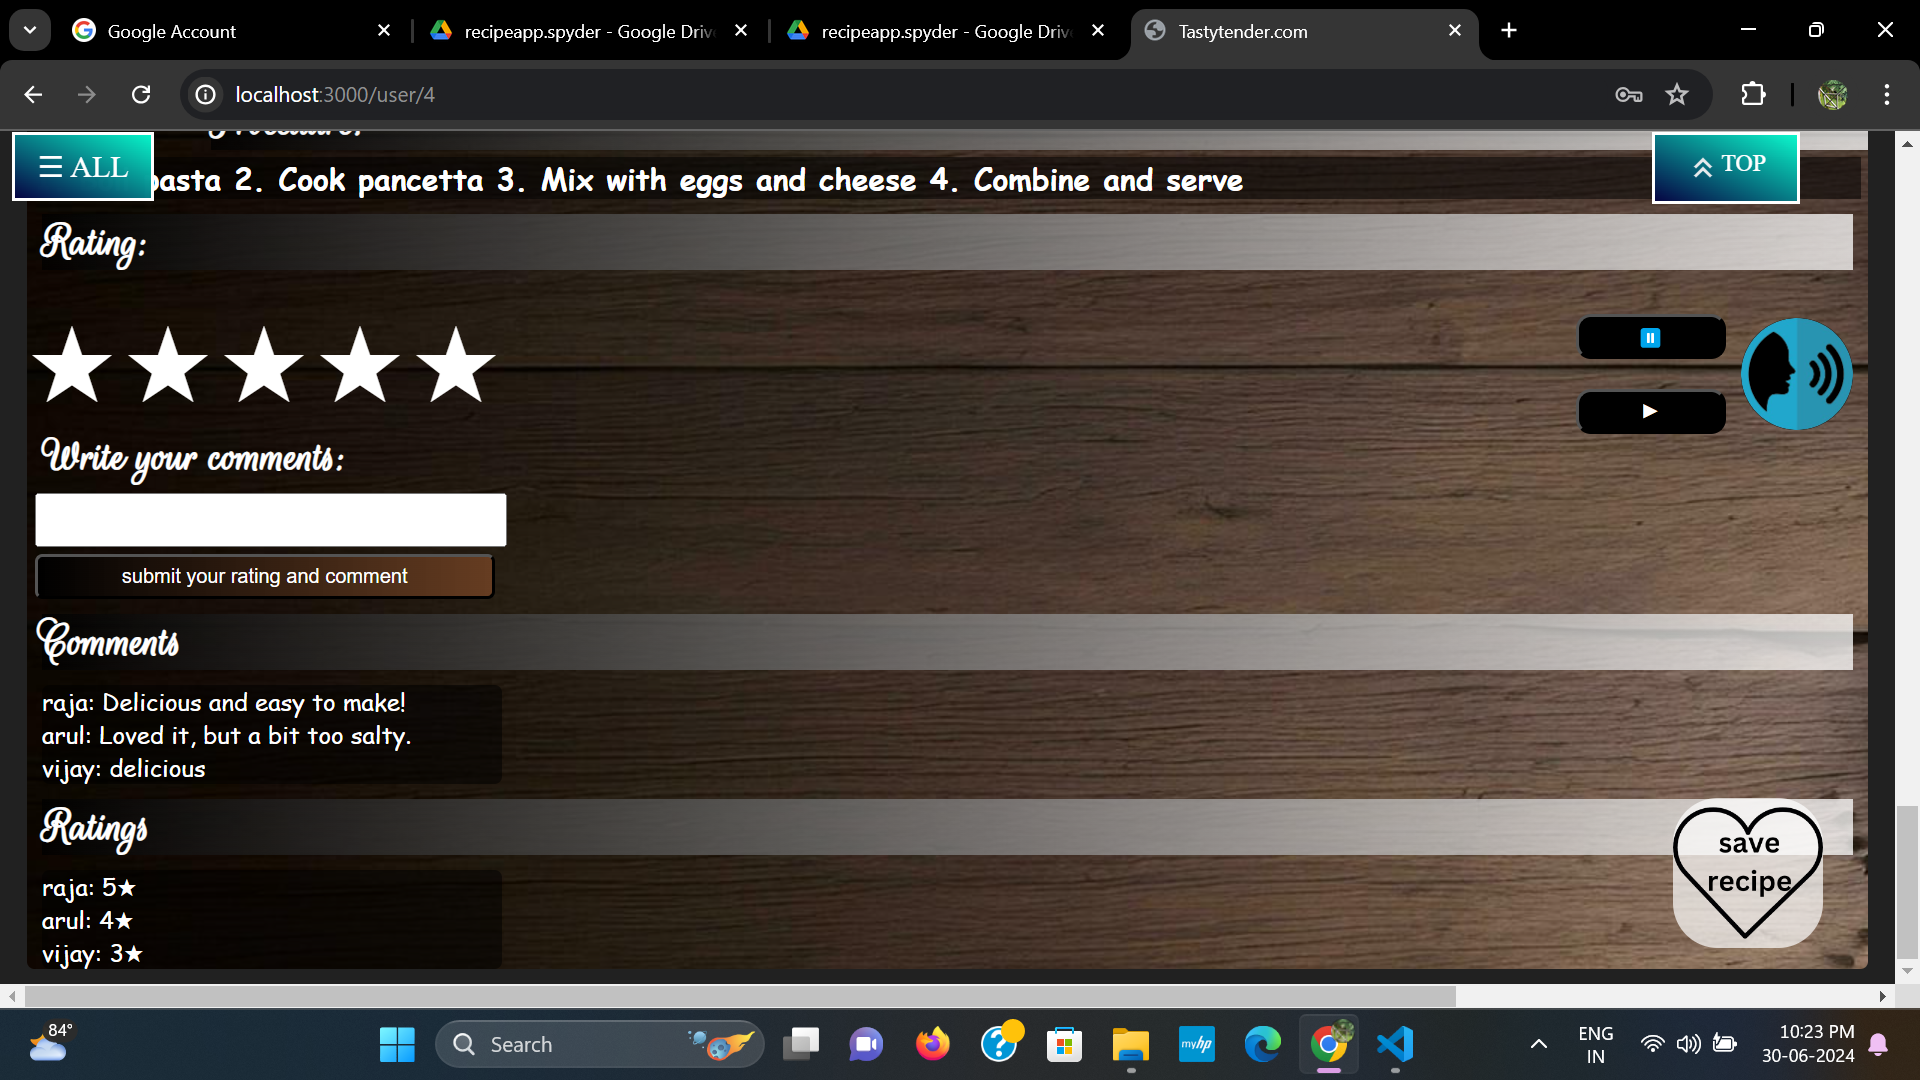 Google Account
recipeapp.spyder - Google Driv
recipeapp.spyder - Google Driv
Tastytender.com
localhost:3000/user/4
☰ ALL
TOP
pasta 2. Cook pancetta 3. Mix with eggs and cheese 4. Combine and serve
Rating:
Write your comments:
submit your rating and comment
Comments
raja: Delicious and easy to make!
arul: Loved it, but a bit too salty.
vijay: delicious
Ratings
raja: 5★
arul: 4★
vijay: 3★
save
recipe
84°
Search
myhp
ENG
IN
10:23 PM
30-06-2024